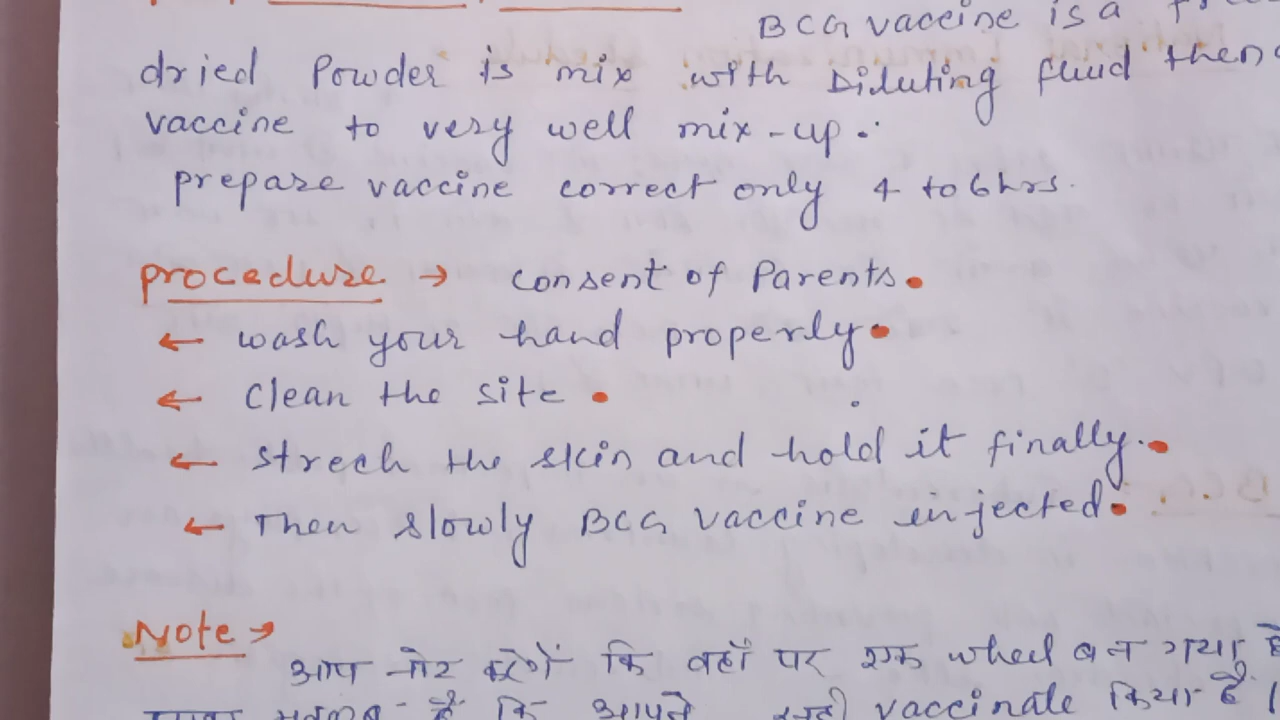 BCG vaccine is a
dried Powder is mix with Diluting fluid then
vaccine to very well mix-up.
prepare vaccine correct only 4 to 6 hrs.
procedure → consent of Parents.
← wash your hand properly.
← clean the site.
← strech the skin and hold it finally.
← Then slowly BCG vaccine injected.
Note →
आप नोट करेगें कि वहाँ पर एक wheel बन गया है
है कि आपने सही vaccinate किया है।